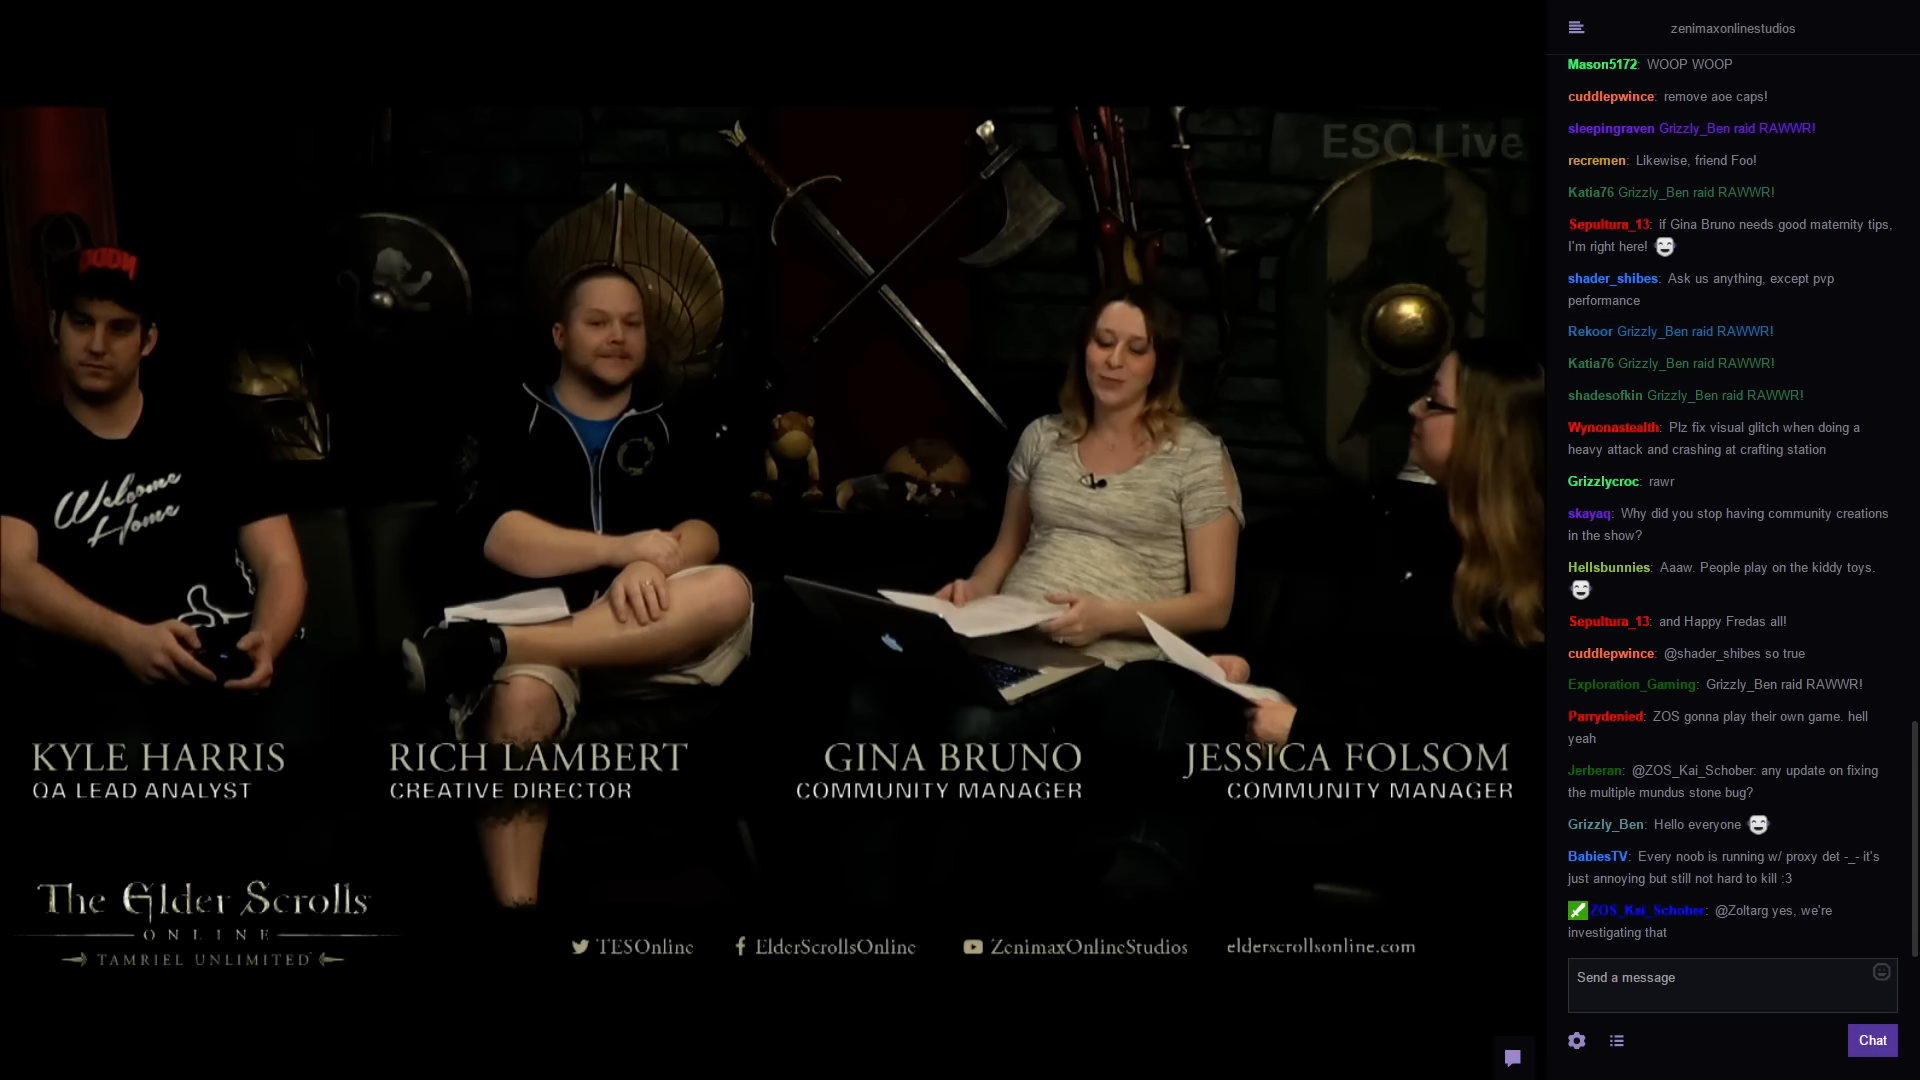 ESO Live
DOOM
Welcome
Home
KYLE HARRIS
QA LEAD ANALYST
RICH LAMBERT
CREATIVE DIRECTOR
GINA BRUNO
COMMUNITY MANAGER
JESSICA FOLSOM
COMMUNITY MANAGER
The Elder Scrolls
ONLINE
TAMRIEL UNLIMITED
TESOnline
ElderScrollsOnline
ZenimaxOnlineStudios
elderscrollsonline.com
zenimaxonlinestudios
Mason5172: WOOP WOOP
cuddlepwince: remove aoe caps!
sleepingraven Grizzly_Ben raid RAWWR!
recremen: Likewise, friend Foo!
Katia76 Grizzly_Ben raid RAWWR!
Sepultura_13: if Gina Bruno needs good maternity tips,
I'm right here!
shader_shibes: Ask us anything, except pvp
performance
Rekoor Grizzly_Ben raid RAWWR!
Katia76 Grizzly_Ben raid RAWWR!
shadesofkin Grizzly_Ben raid RAWWR!
Wynonastealth: Plz fix visual glitch when doing a
heavy attack and crashing at crafting station
Grizzlycroc: rawr
skayaq: Why did you stop having community creations
in the show?
Hellsbunnies: Aaaw. People play on the kiddy toys.
Sepultura_13: and Happy Fredas all!
cuddlepwince: @shader_shibes so true
Exploration_Gaming: Grizzly_Ben raid RAWWR!
Parrydenied: ZOS gonna play their own game. hell
yeah
Jerberan: @ZOS_Kai_Schober: any update on fixing
the multiple mundus stone bug?
Grizzly_Ben: Hello everyone
BabiesTV: Every noob is running w/ proxy det -_- it's
just annoying but still not hard to kill :3
ZOS_Kai_Schober: @Zoltarg yes, we're
investigating that
Send a message
Chat